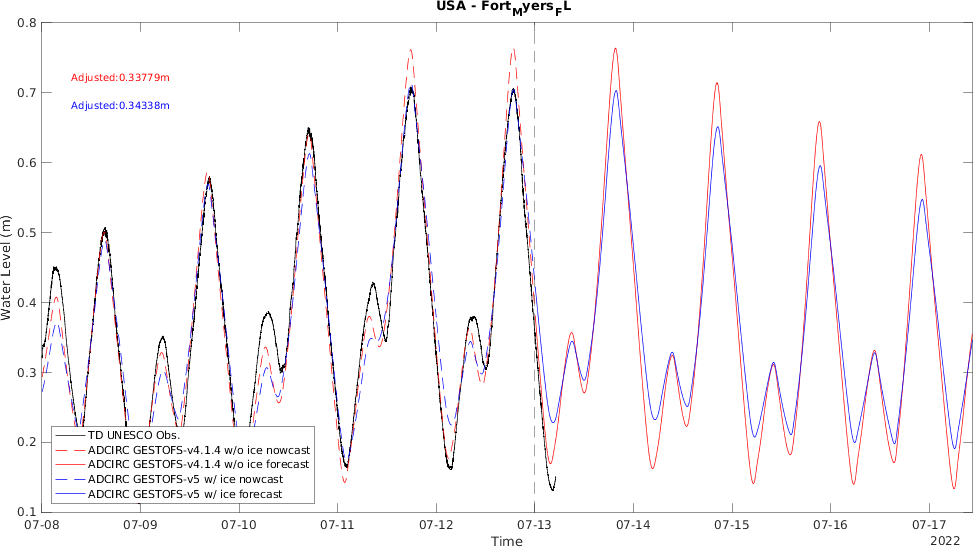 USA - FortMyersFL
Adjusted:0.33779m
Adjusted:0.34338m
Water Level (m)
0.8
0.7
0.6
0.5
0.4
0.3
0.2
0.1
TD UNESCO Obs.
ADCIRC GESTOFS-v4.1.4 w/o ice nowcast
ADCIRC GESTOFS-v4.1.4 w/o ice forecast
ADCIRC GESTOFS-v5 w/ ice nowcast
ADCIRC GESTOFS-v5 w/ ice forecast
07-08 07-09 07-10 07-11 07-12 07-13 07-14 07-15 07-16 07-17
Time
2022